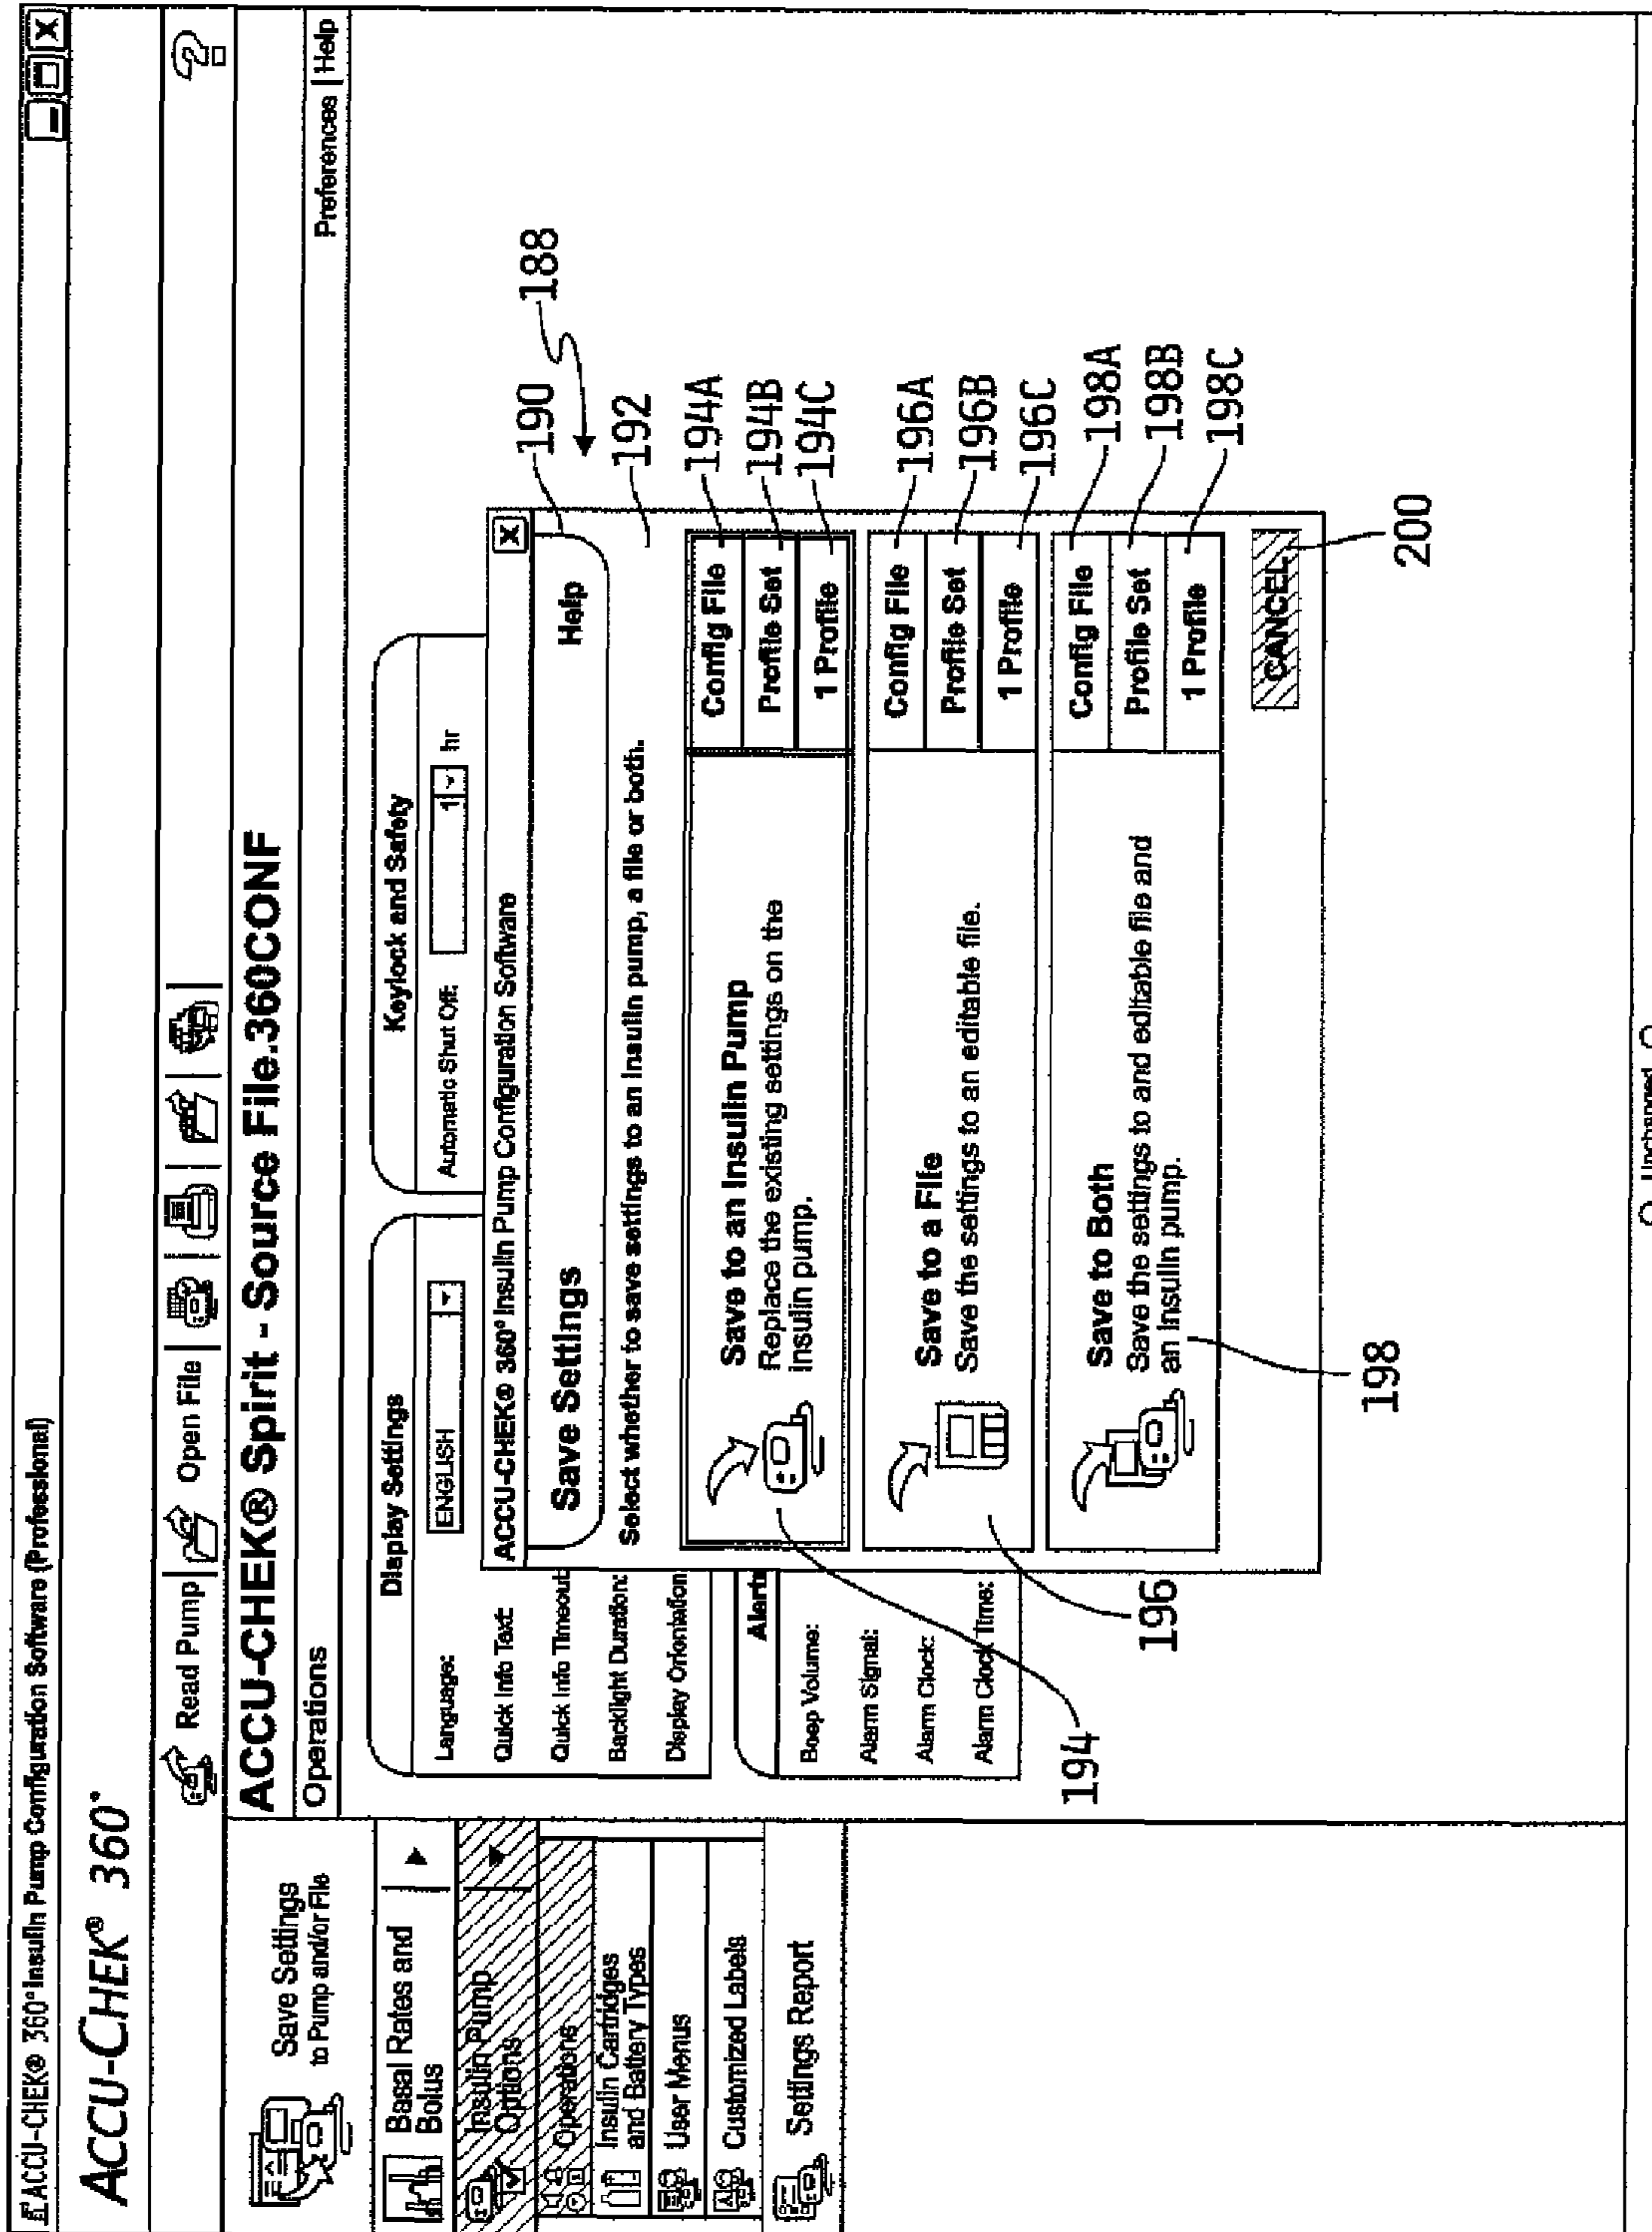 ACCU-CHEK® 360° Insulin Pump Configuration Software (Professional)
ACCU-CHEK® 360°
Read Pump
Open File
?
Save Settings
to Pump and/or File
Basal Rates and
Bolus
Insulin Pump
Options
Operations
Insulin Cartridges
and Battery Types
User Menus
Customized Labels
Settings Report
ACCU-CHEK® Spirit - Source File.360CONF
Operations
Preferences | Help
Display Settings
Language:
ENGLISH
Quick Info Text:
Quick Info Timeout:
Backlight Duration:
Display Orientation
Keylock and Safety
Automatic Shut Off:
1
hr
Alerts
Beep Volume:
Alarm Signal:
Alarm Clock:
Alarm Clock Time:
ACCU-CHEK® 360° Insulin Pump Configuration Software
X
Save Settings
Help
Select whether to save settings to an insulin pump, a file or both.
Save to an Insulin Pump
Replace the existing settings on the
insulin pump.
Config File
Profile Set
1 Profile
Save to a File
Save the settings to an editable file.
Config File
Profile Set
1 Profile
Save to Both
Save the settings to and editable file and
an insulin pump.
Config File
Profile Set
1 Profile
CANCEL
188
190
192
194A
194B
194C
196A
196B
196C
198A
198B
198C
194
196
198
200
Unchanged